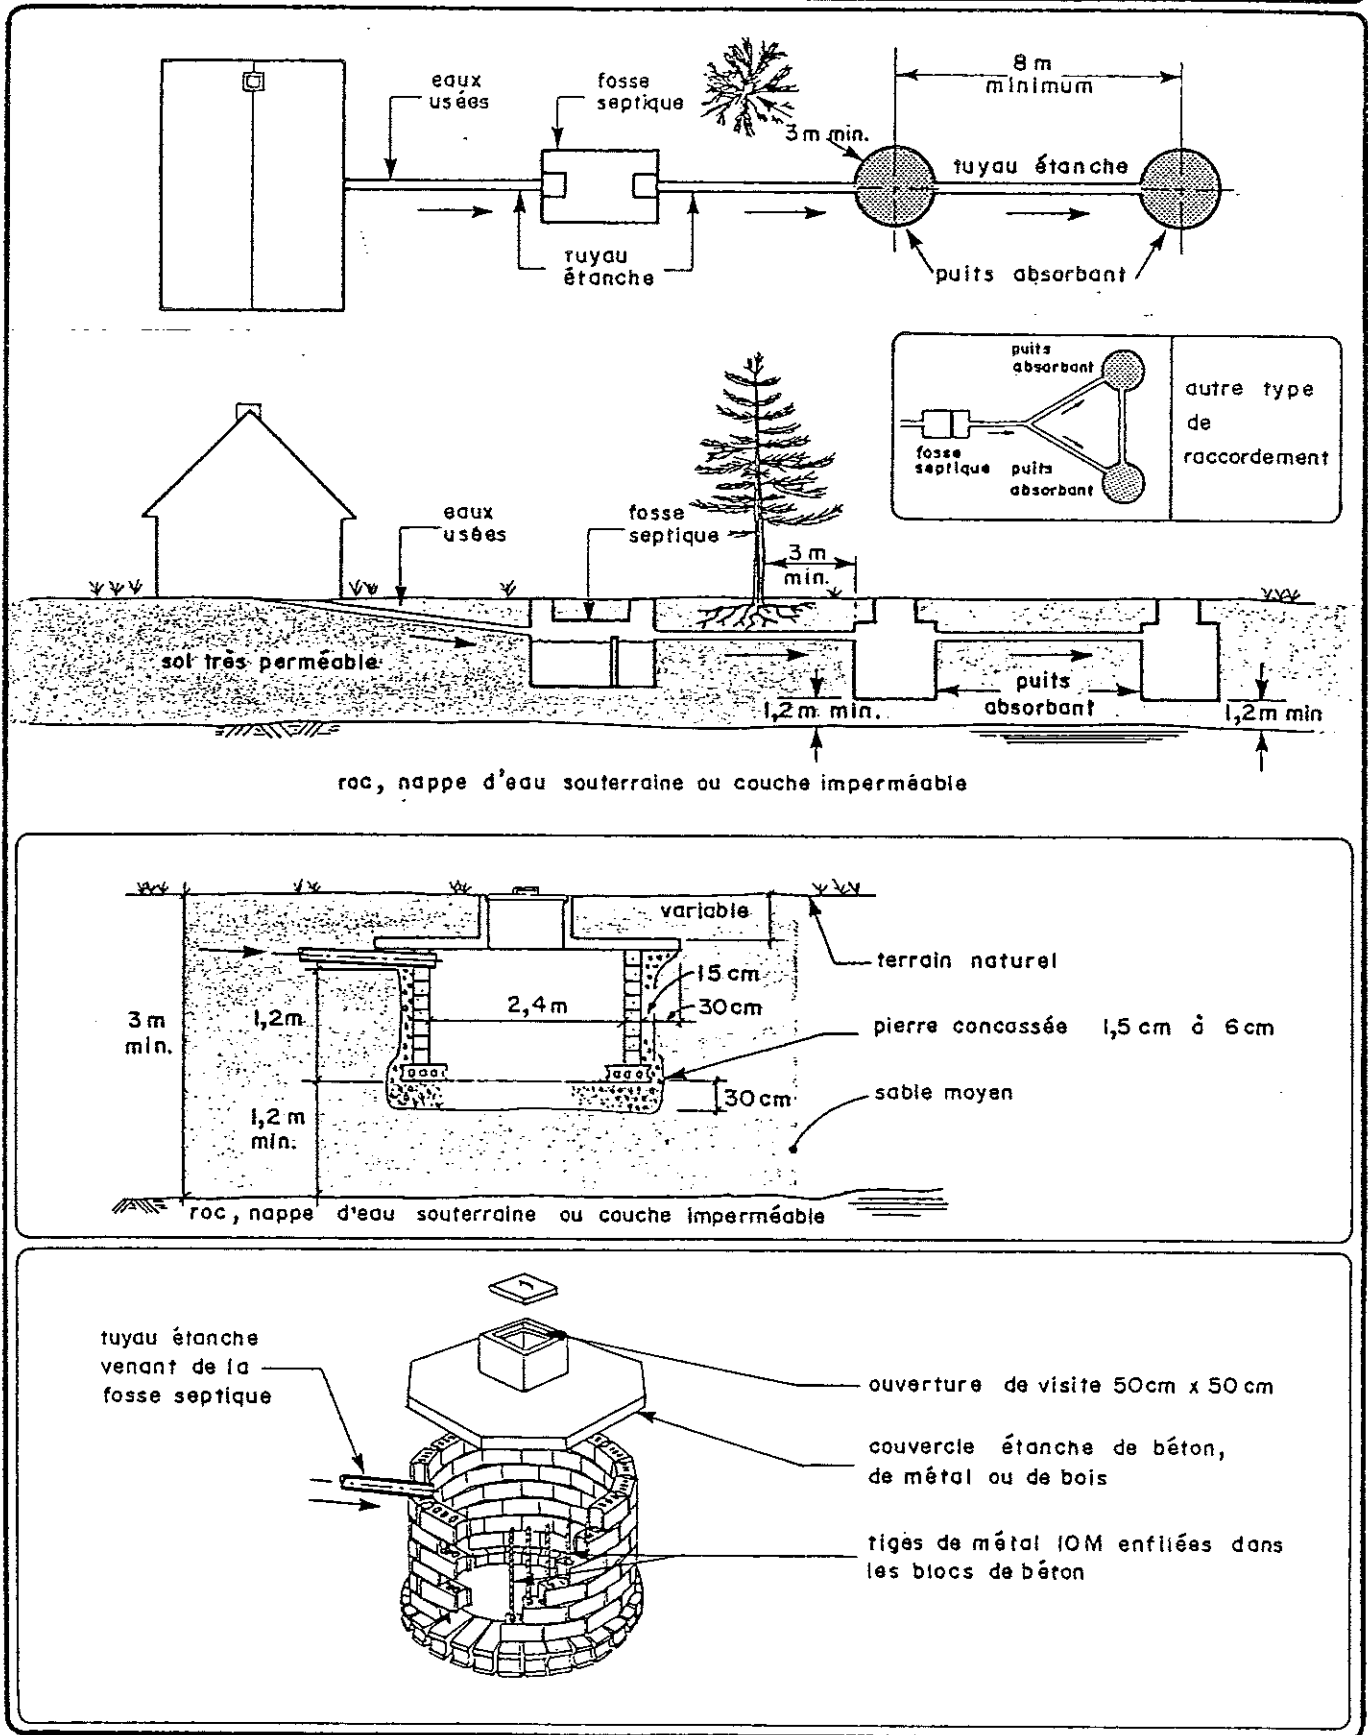 eaux
usées
fosse
septique
8 m
minimum
3 m min.
tuyau étanche
tuyau
étanche
puits absorbant
puits
absorbant
autre type
de
raccordement
fosse
septique
puits
absorbant
eaux
usées
fosse
septique
3 m
min.
sol très perméable
puits
absorbant
1,2 m min.
1,2 m min
roc, nappe d'eau souterraine ou couche imperméable
variable
terrain naturel
15 cm
30 cm
2,4 m
1,2 m
3 m
min.
pierre concassée 1,5 cm à 6 cm
30 cm
sable moyen
1,2 m
min.
roc, nappe d'eau souterraine ou couche imperméable
tuyau étanche
venant de la
fosse septique
ouverture de visite 50 cm x 50 cm
couvercle étanche de béton,
de métal ou de bois
tiges de métal 10M enfilées dans
les blocs de béton